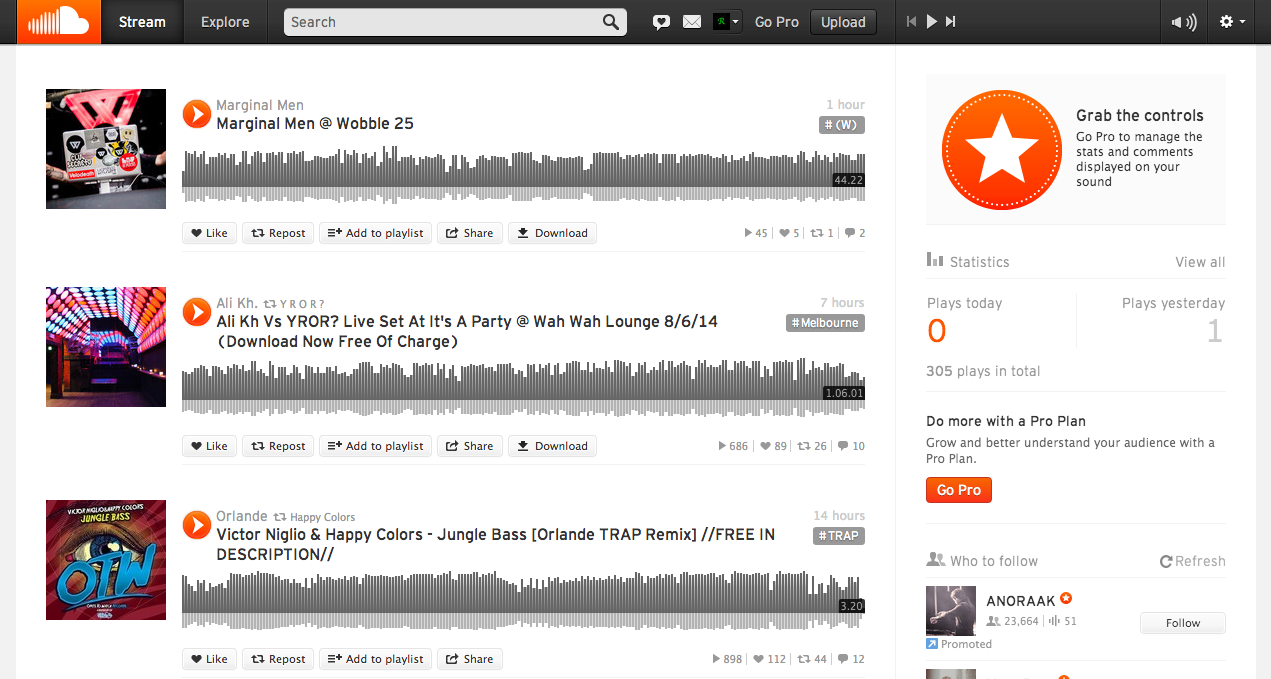 Stream
Explore
Search
Go Pro
Upload
Marginal Men
1 hour
Marginal Men @ Wobble 25
# (W)
44.22
Like
Repost
Add to playlist
Share
Download
45
5
1
2
Ali Kh. Y R O R ?
7 hours
Ali Kh Vs YROR? Live Set At It's A Party @ Wah Wah Lounge 8/6/14
(Download Now Free Of Charge)
#Melbourne
1.06.01
Like
Repost
Add to playlist
Share
Download
686
89
26
10
VICTOR NIGLIO & HAPPY COLORS
JUNGLE BASS
OTW
Orlande Happy Colors
14 hours
Victor Niglio & Happy Colors - Jungle Bass [Orlande TRAP Remix] //FREE IN
DESCRIPTION//
#TRAP
3.20
Like
Repost
Add to playlist
Share
898
112
44
12
Grab the controls
Go Pro to manage the
stats and comments
displayed on your
sound
Statistics
View all
Plays today
Plays yesterday
0
1
305 plays in total
Do more with a Pro Plan
Grow and better understand your audience with a
Pro Plan.
Go Pro
Who to follow
Refresh
ANORAAK
23,664
51
Follow
Promoted